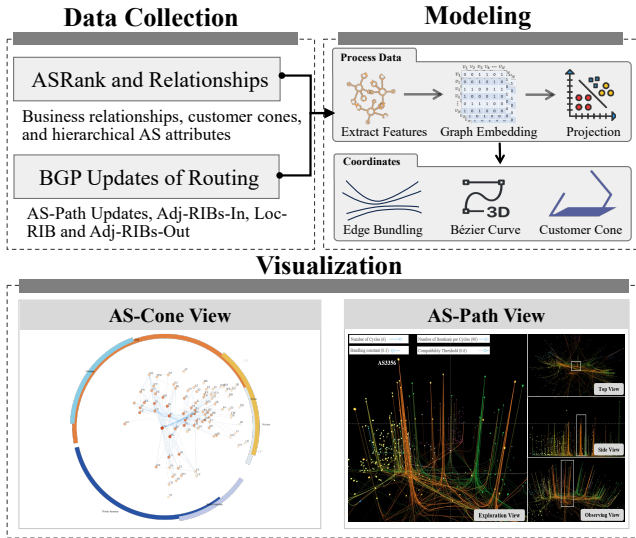 Data Collection
Modeling
ASRank and Relationships
Business relationships, customer cones,
and hierarchical AS attributes
BGP Updates of Routing
AS-Path Updates, Adj-RIBs-In, Loc-
RIB and Adj-RIBs-Out
Process Data
Extract Features
Graph Embedding
Projection
Coordinates
3D
Edge Bundling
Bézier Curve
Customer Cone
Visualization
AS-Cone View
AS-Path View
AS3356
Top View
Side View
Exploration View
Observing View